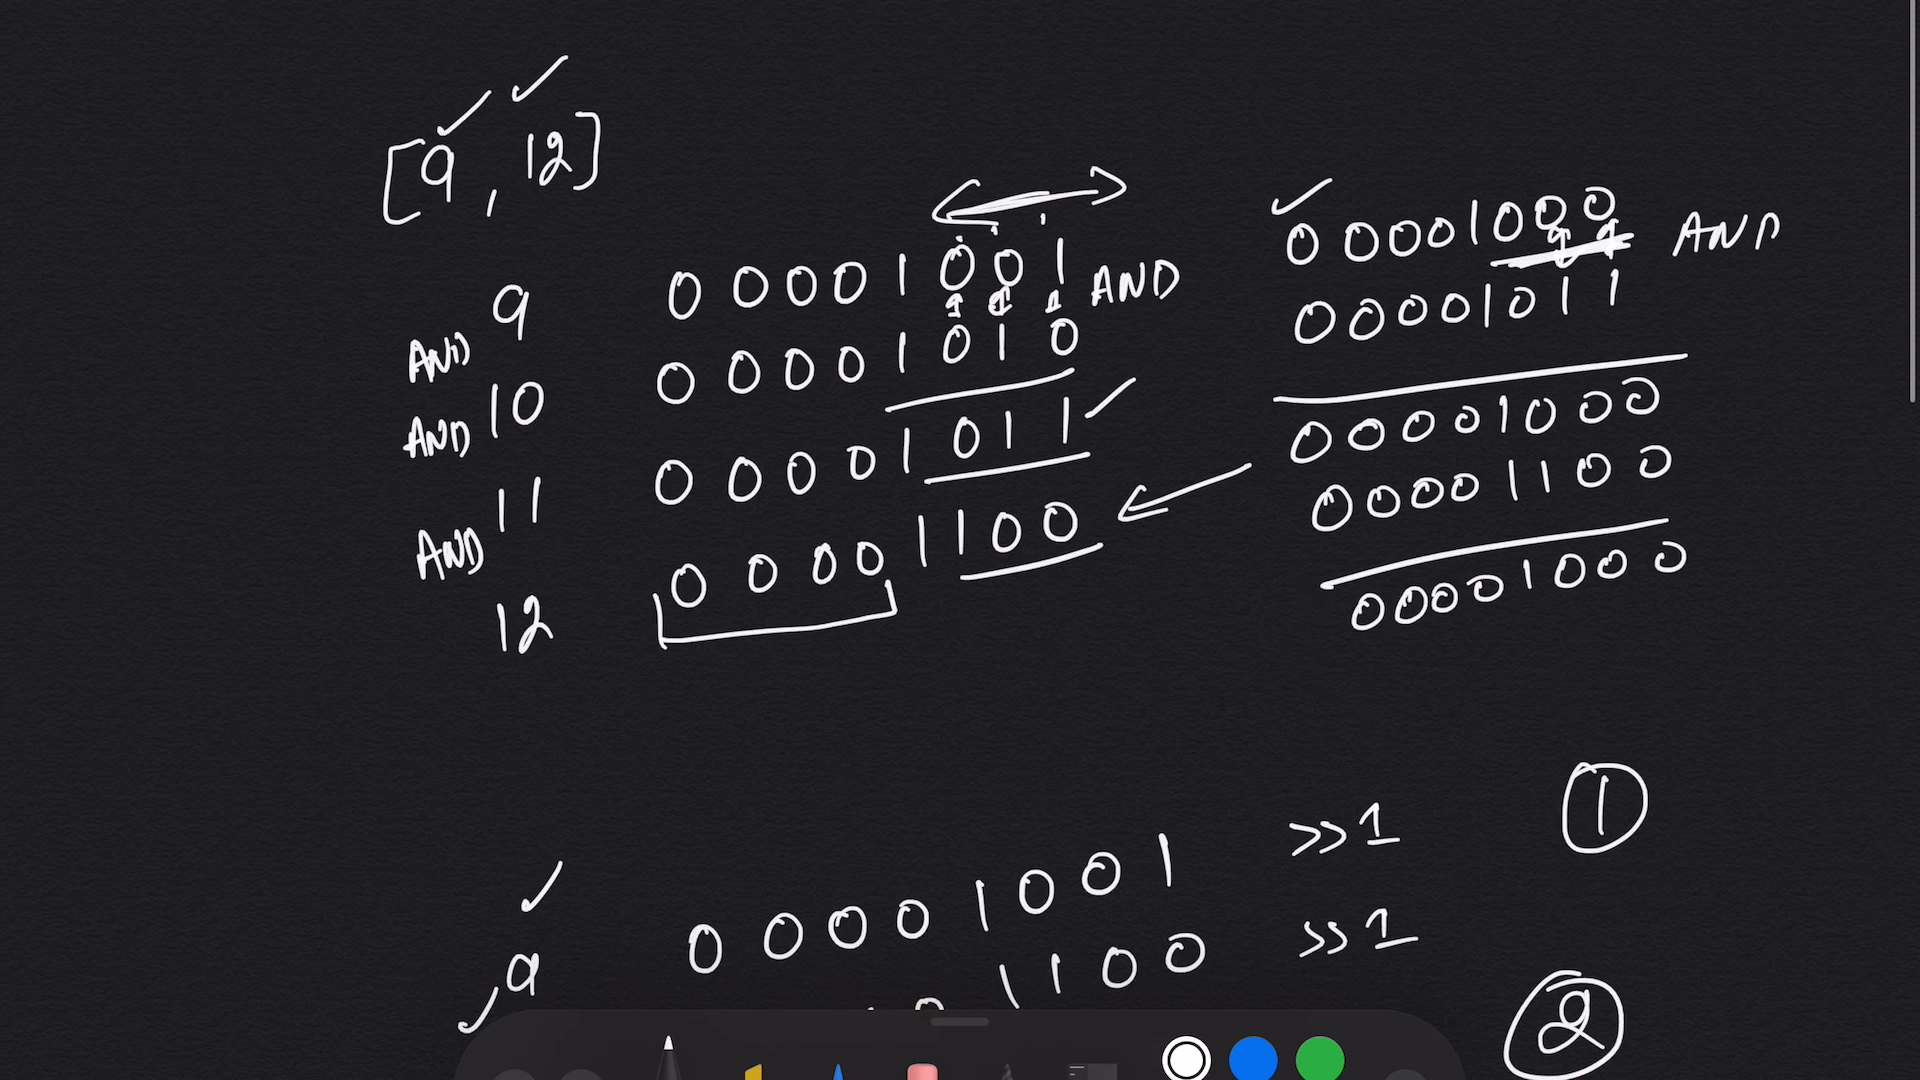 [9, 12]
9 00001001 AND
AND
10 00001010
AND
11 00001011
AND
12 00001100
00001000 AND
00001011
00001000
00001100
00001000
9 00001001 >>1
1100 >>1
1
2